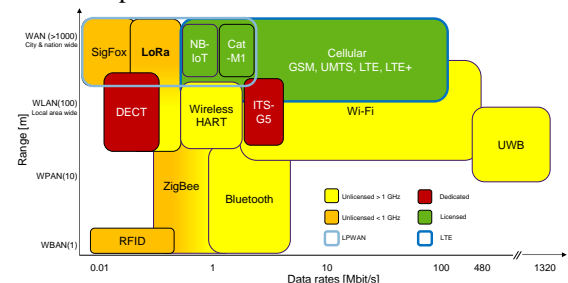 WAN (>1000)
City and nation wide
SigFox
LoRa
NB-
IoT
Cat
-M1
Cellular
GSM, UMTS, LTE, LTE+
WLAN(100)
Local area wide
DECT
Wireless
HART
ITS-
G5
Wi-Fi
UWB
Range [m]
WPAN(10)
ZigBee
Bluetooth
Unlicensed > 1 GHz
Dedicated
Unlicensed < 1 GHz
Licensed
LPWAN
LTE
WBAN(1)
RFID
0.01
1
10
100
480
//
1320
Data rates [Mbit/s]